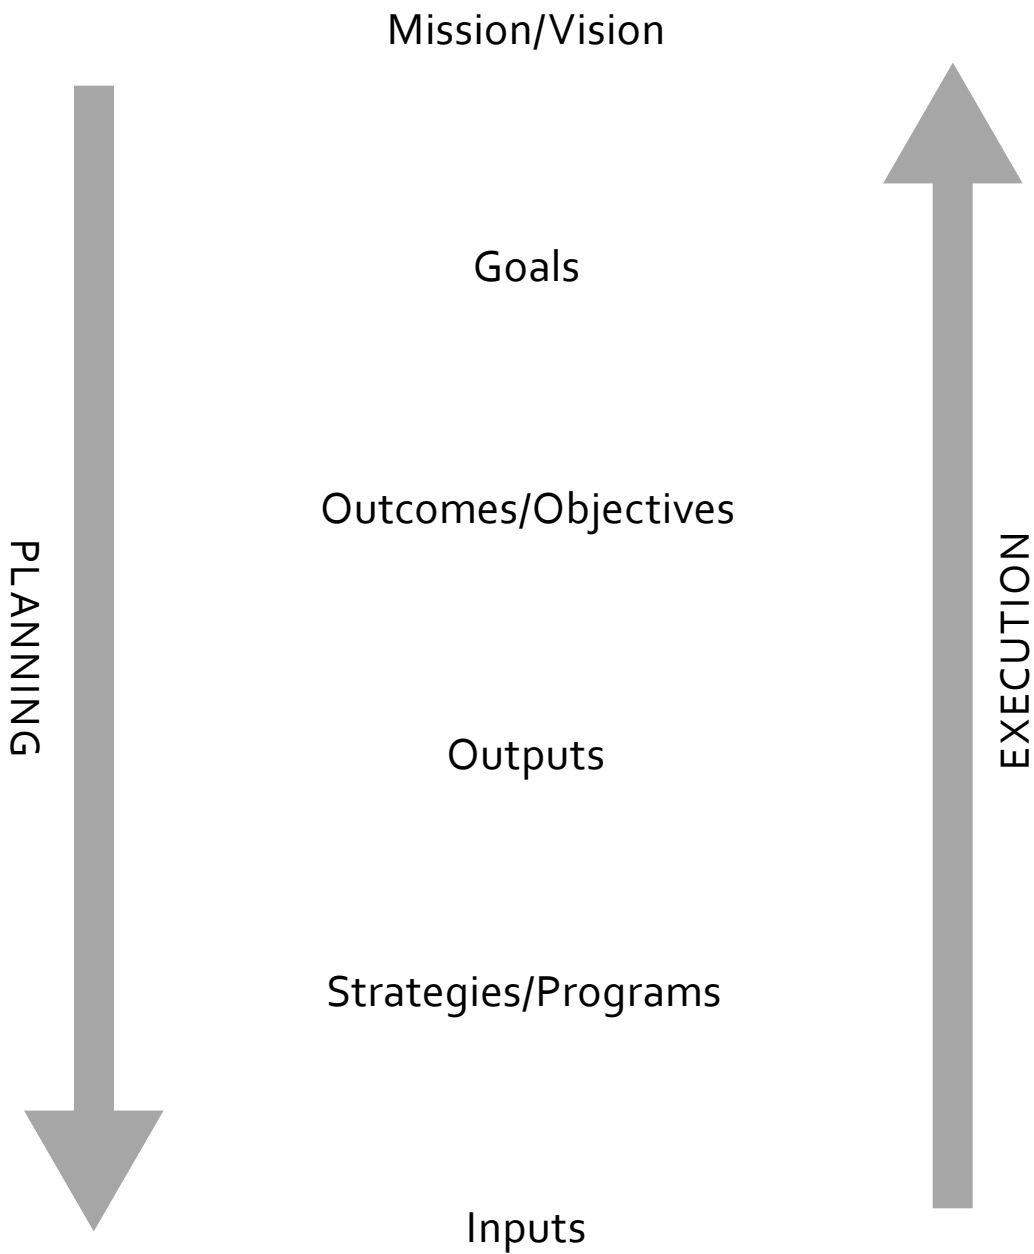 Mission/Vision
Goals
Outcomes/Objectives
PLANNING
EXECUTION
Outputs
Strategies/Programs
Inputs